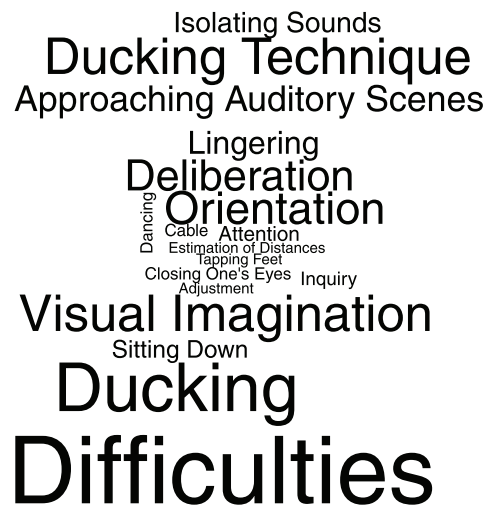 Isolating Sounds
Ducking Technique
Approaching Auditory Scenes
Lingering
Deliberation
Dancing
Orientation
Cable
Attention
Estimation of Distances
Tapping Feet
Closing One's Eyes
Inquiry
Adjustment
Visual Imagination
Sitting Down
Ducking
Difficulties